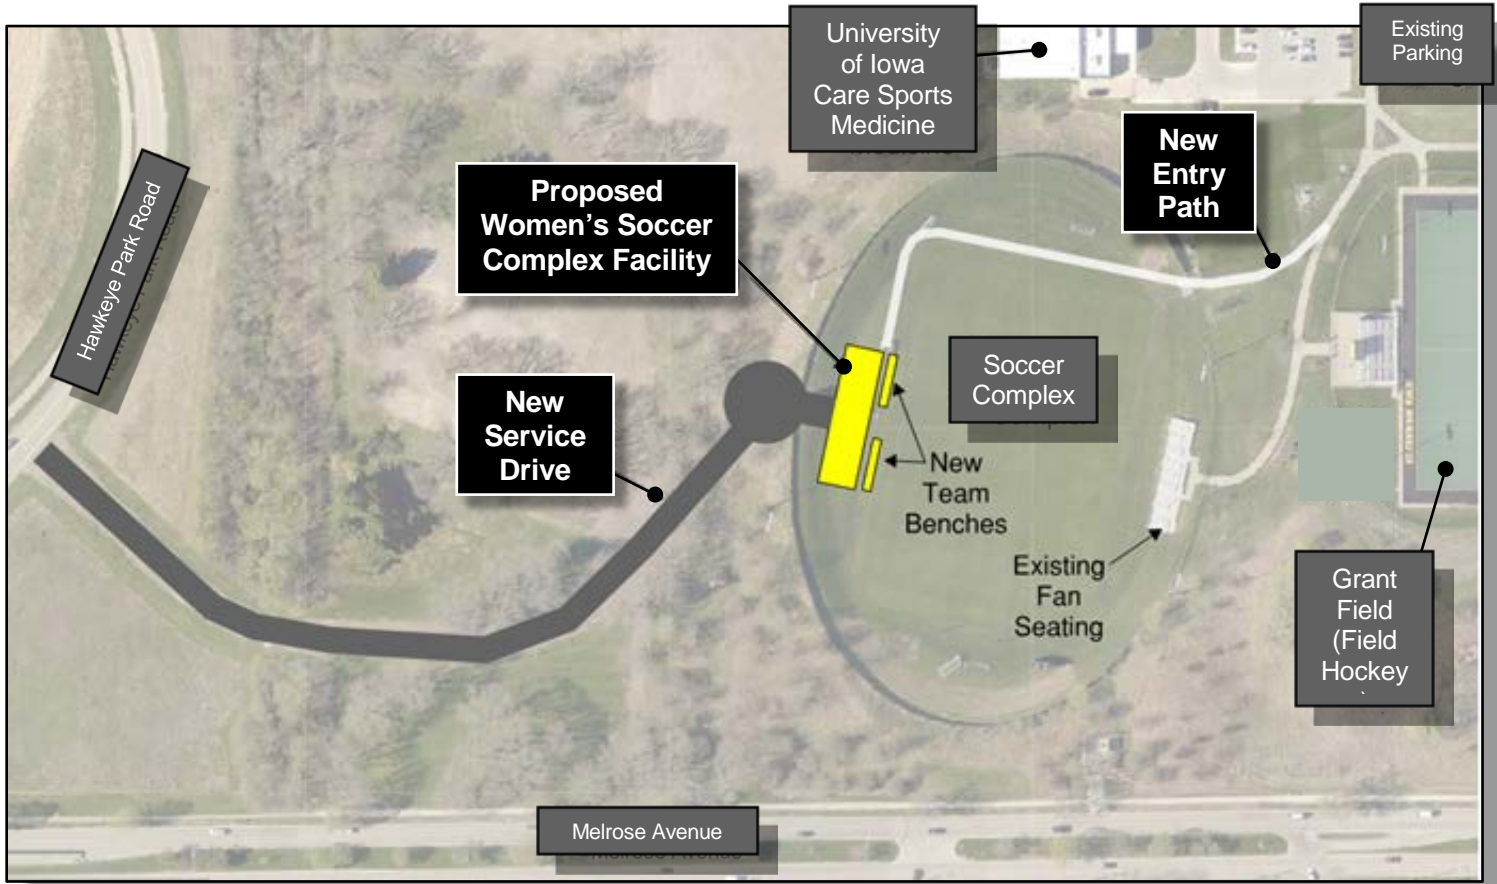 University
of Iowa
Care Sports
Medicine
Existing
Parking
New
Entry
Path
Proposed
Women's Soccer
Complex Facility
Hawkeye Park Road
Soccer
Complex
New
Service
Drive
New
Team
Benches
Existing
Fan
Seating
Grant
Field
(Field
Hockey
)
Melrose Avenue